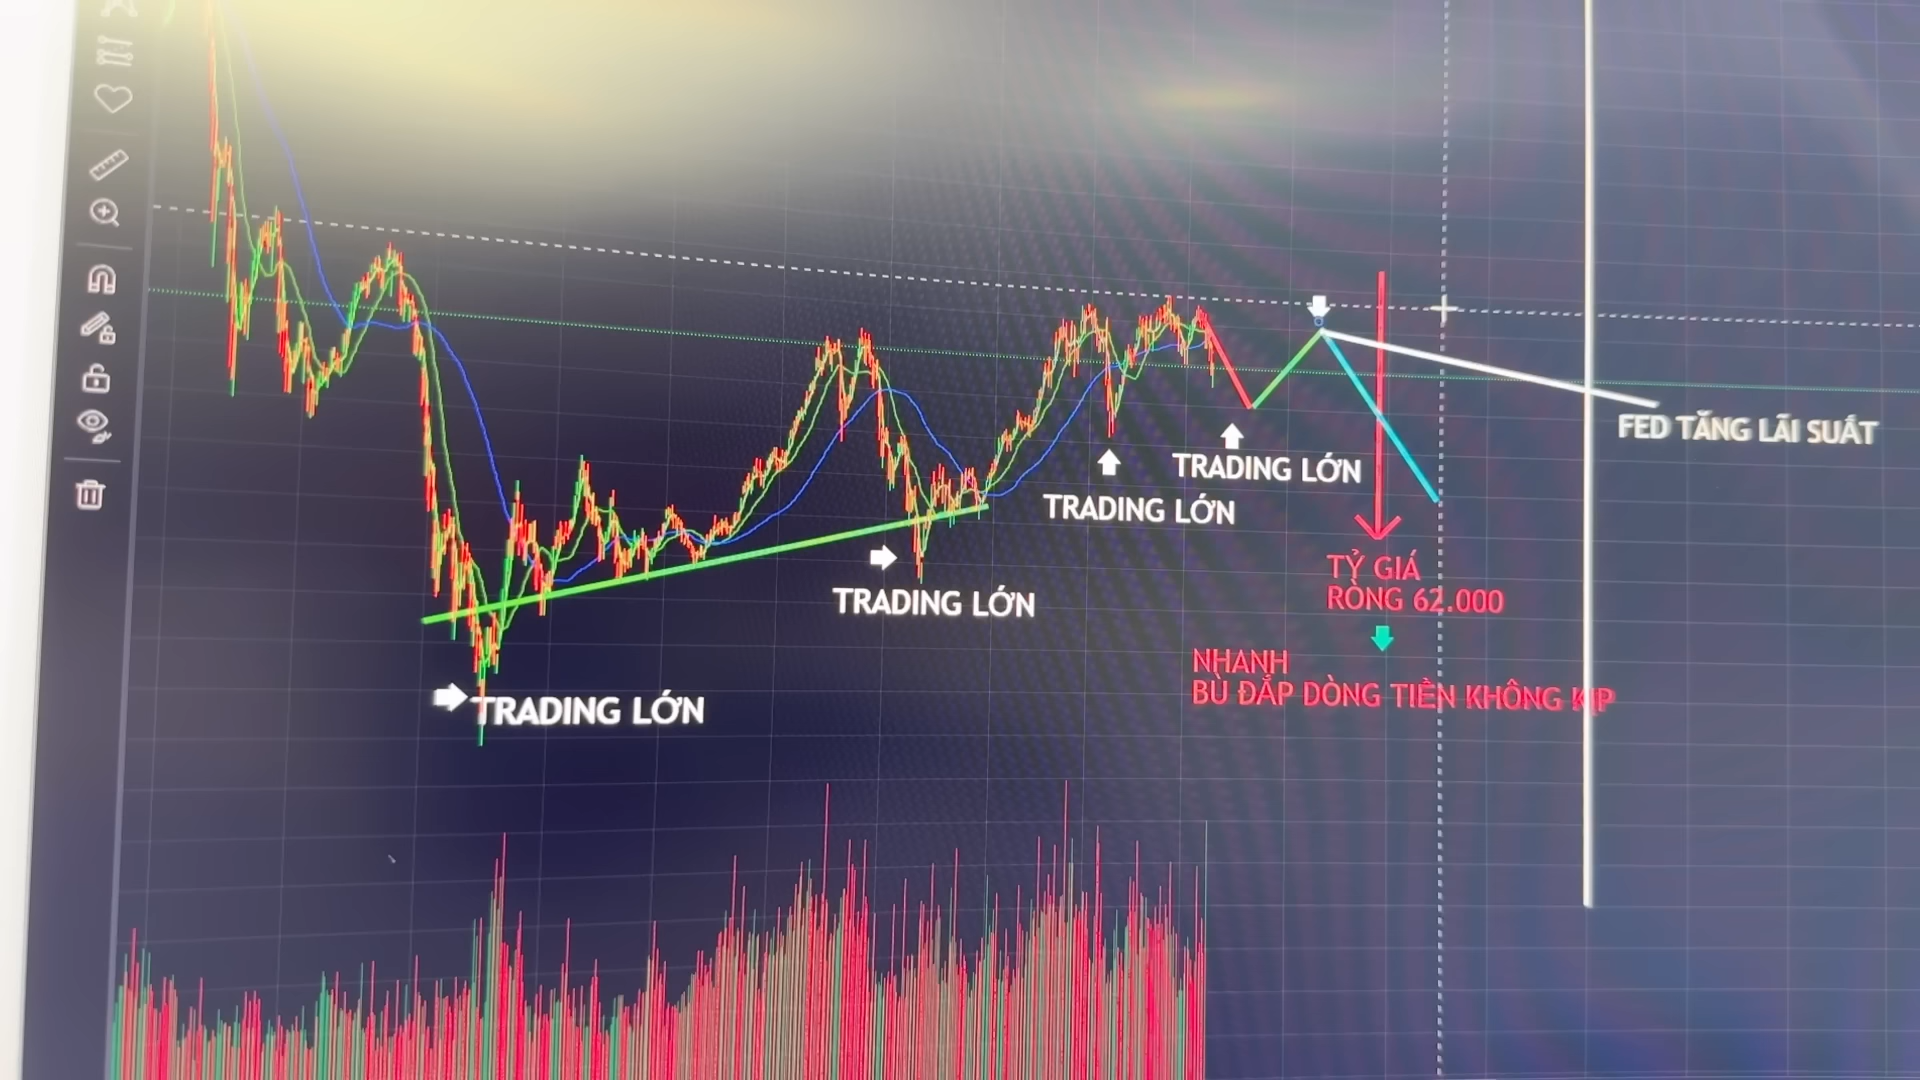 FED TĂNG LÃI SUẤT
TRADING LỚN
TRADING LỚN
TỶ GIÁ
RÒNG 62.000
TRADING LỚN
NHANH
BÙ ĐẮP DÒNG TIỀN KHÔNG KỊP
TRADING LỚN